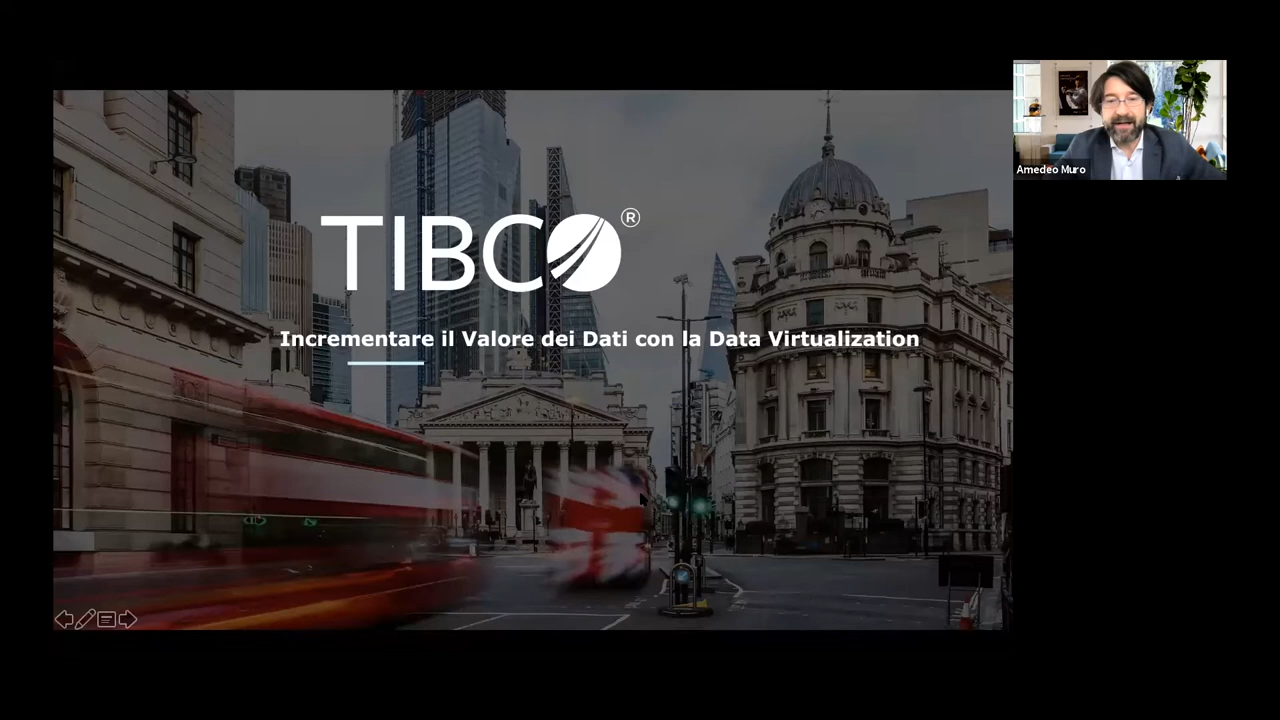 TIBCO®
Incrementare il Valore dei Dati con la Data Virtualization
Amedeo Muro